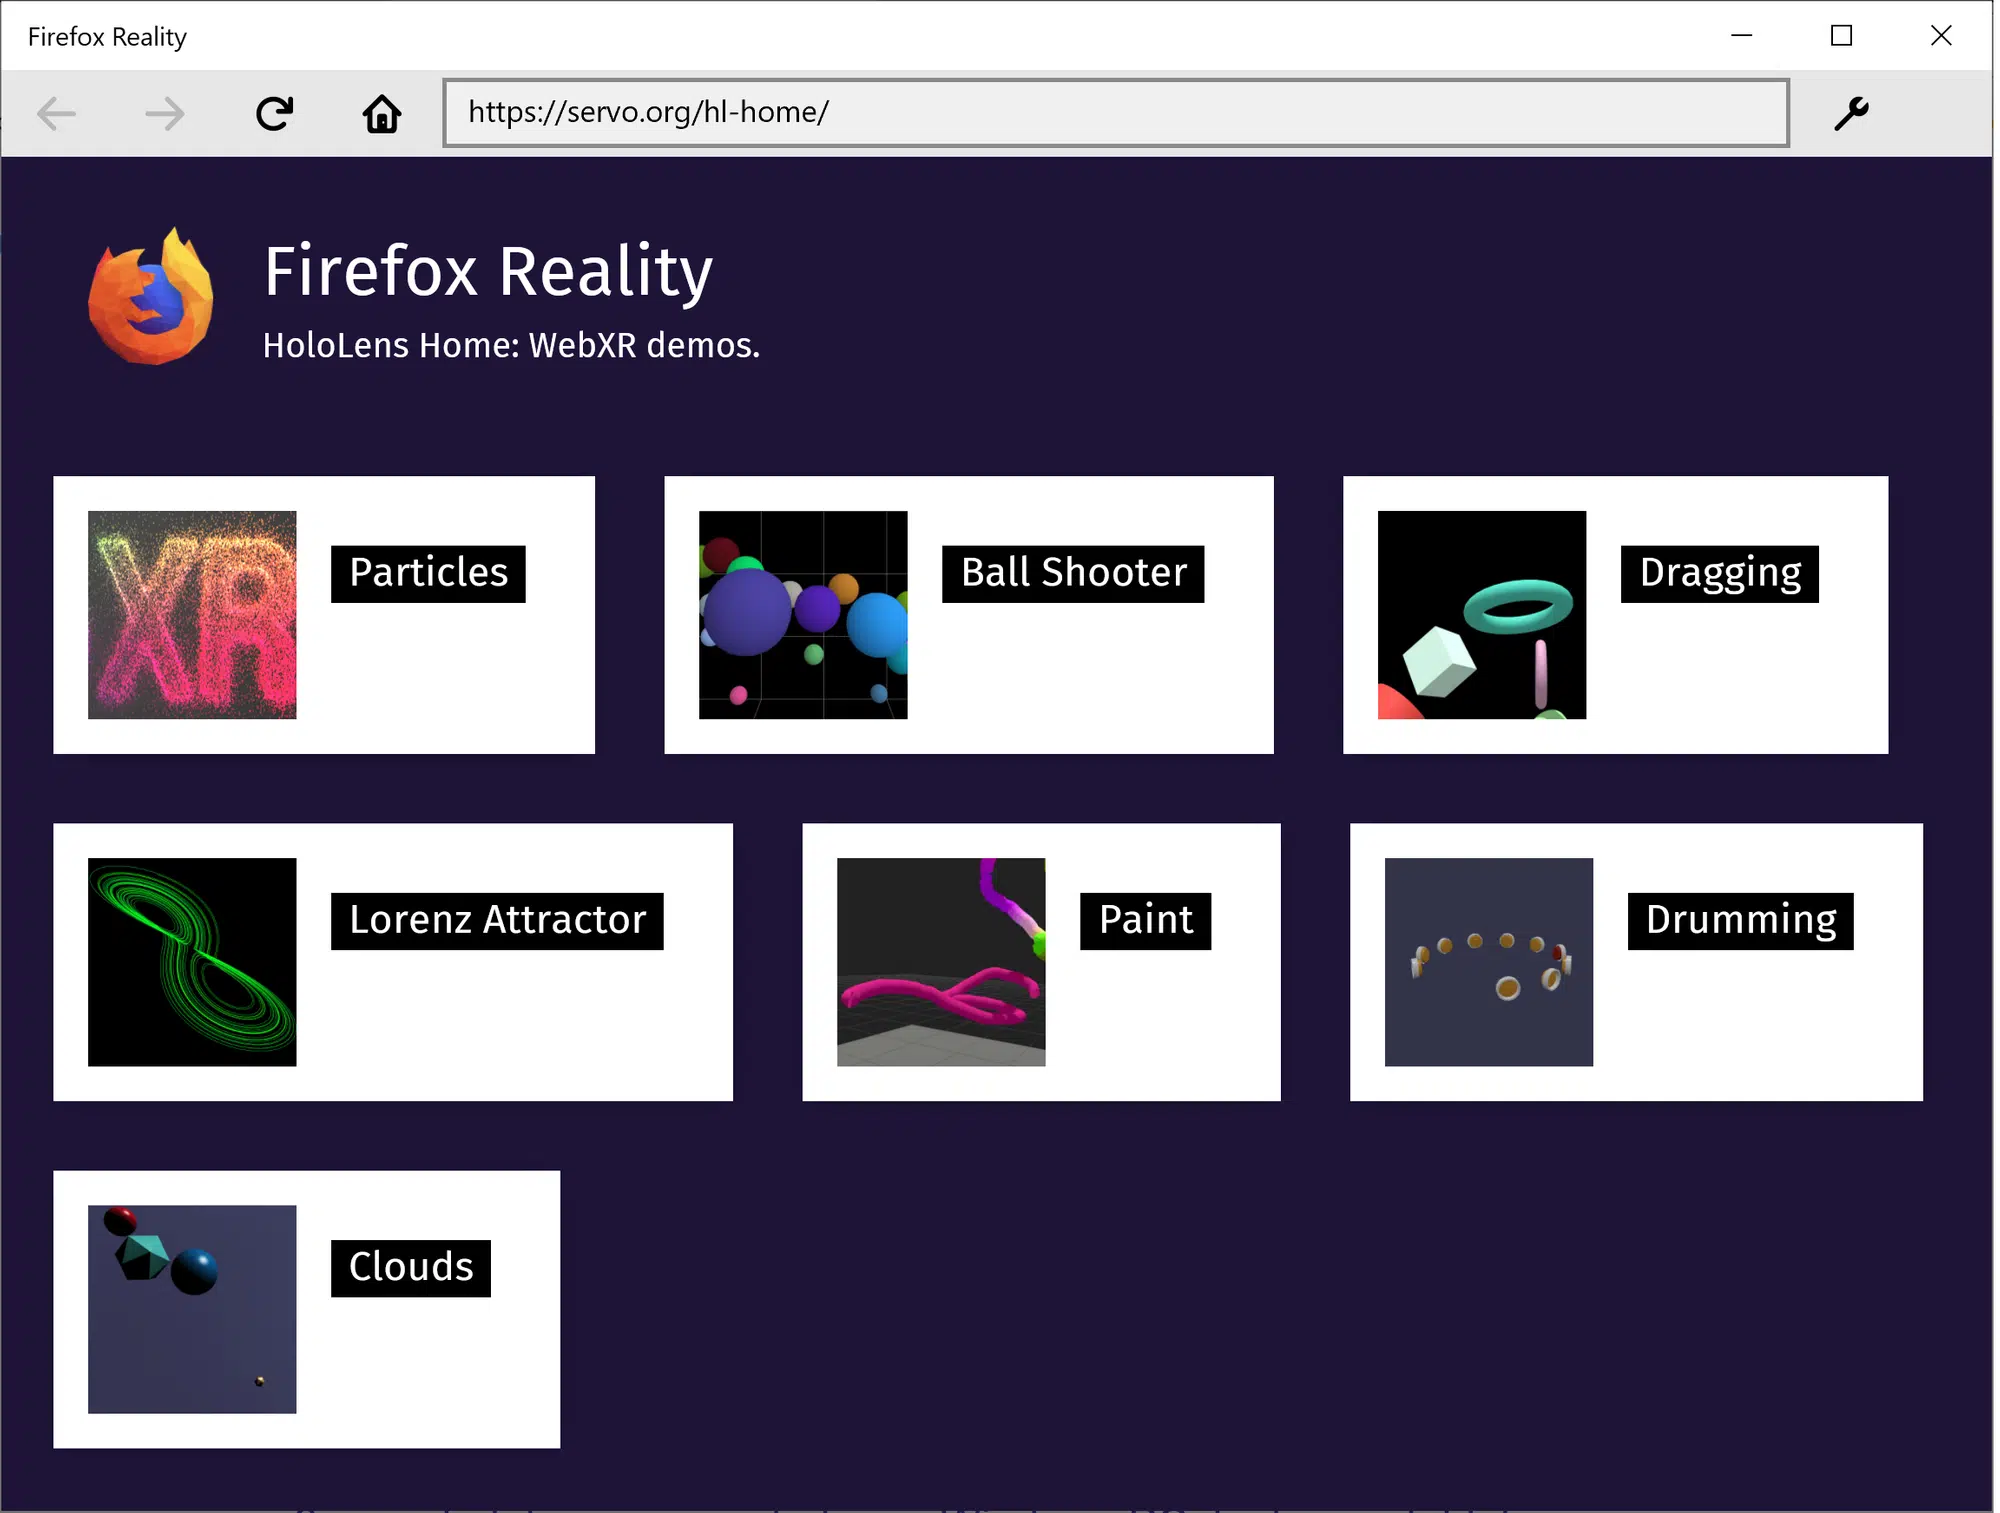 Firefox Reality
https://servo.org/hl-home/
Firefox Reality
HoloLens Home: WebXR demos.
XR
Particles
Ball Shooter
Dragging
Lorenz Attractor
Paint
Drumming
Clouds